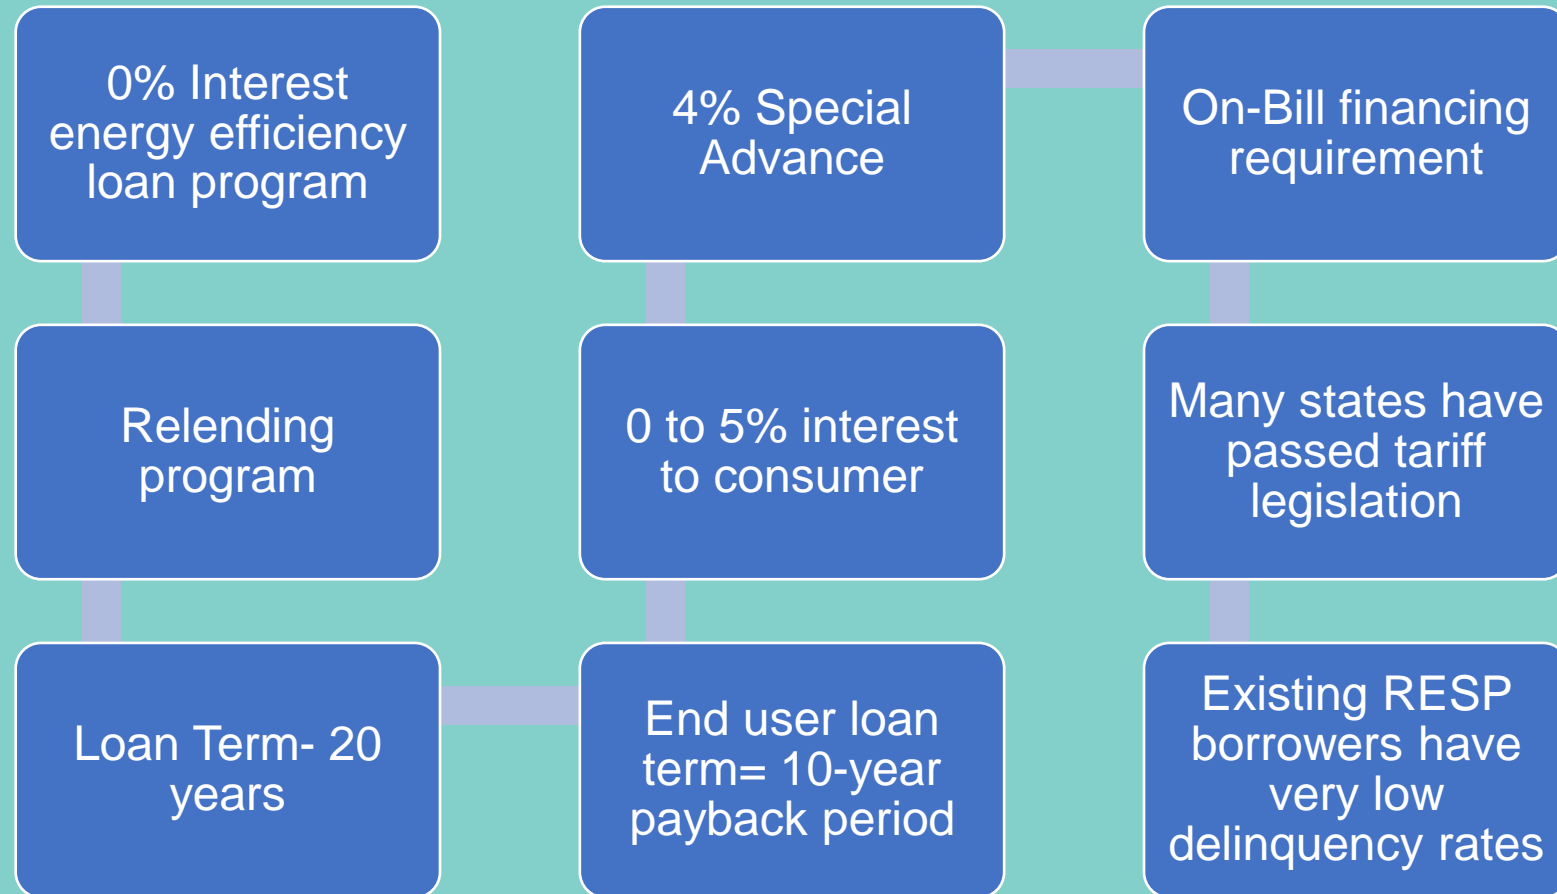 0% Interest
energy efficiency
loan program
Relending
program
Loan Term- 20
years
End user loan
term= 10-year
payback period
0 to 5% interest
to consumer
4% Special
Advance
On-Bill financing
requirement
Many states have
passed tariff
legislation
Existing RESP
borrowers have
very low
delinquency rates